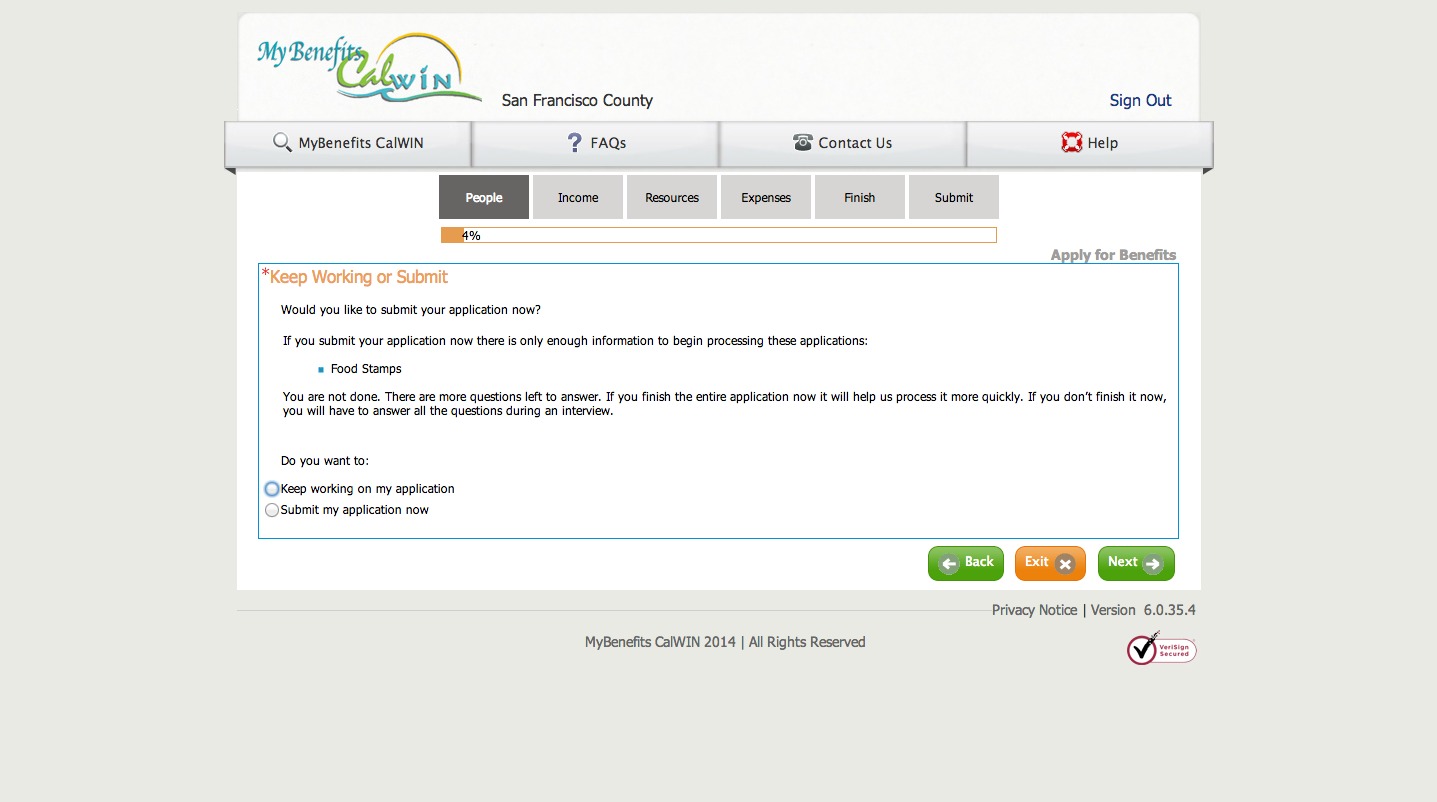 My Benefits CalWIN
San Francisco County
Sign Out
MyBenefits CalWIN
FAQs
Contact Us
Help
People
Income
Resources
Expenses
Finish
Submit
4%
Apply for Benefits
*Keep Working or Submit
Would you like to submit your application now?
If you submit your application now there is only enough information to begin processing these applications:
Food Stamps
You are not done. There are more questions left to answer. If you finish the entire application now it will help us process it more quickly. If you don’t finish it now,
you will have to answer all the questions during an interview.
Do you want to:
Keep working on my application
Submit my application now
Back
Exit
Next
Privacy Notice | Version 6.0.35.4
MyBenefits CalWIN 2014 | All Rights Reserved
VeriSign
Secured